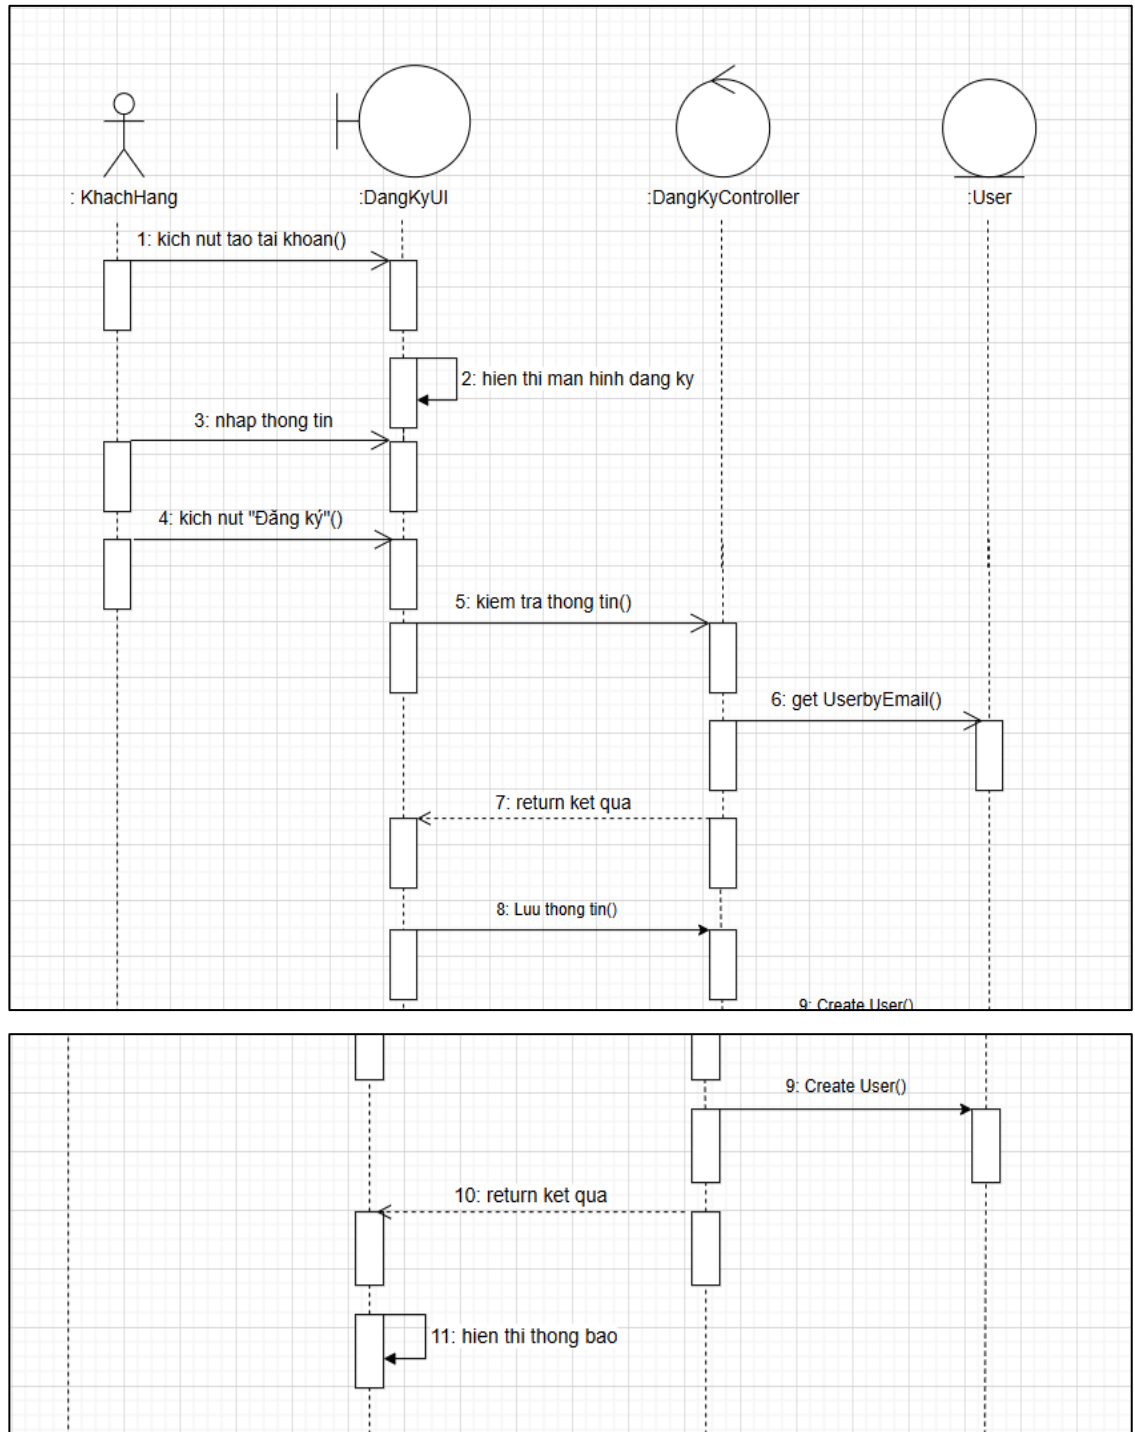 : KhachHang
:DangKyUI
:DangKyController
:User
1: kich nut tao tai khoan()
2: hien thi man hinh dang ky
3: nhap thong tin
4: kich nut "Đăng ký"()
5: kiem tra thong tin()
6: get UserbyEmail()
7: return ket qua
8: Luu thong tin()
9: Create User()
9: Create User()
10: return ket qua
11: hien thi thong bao